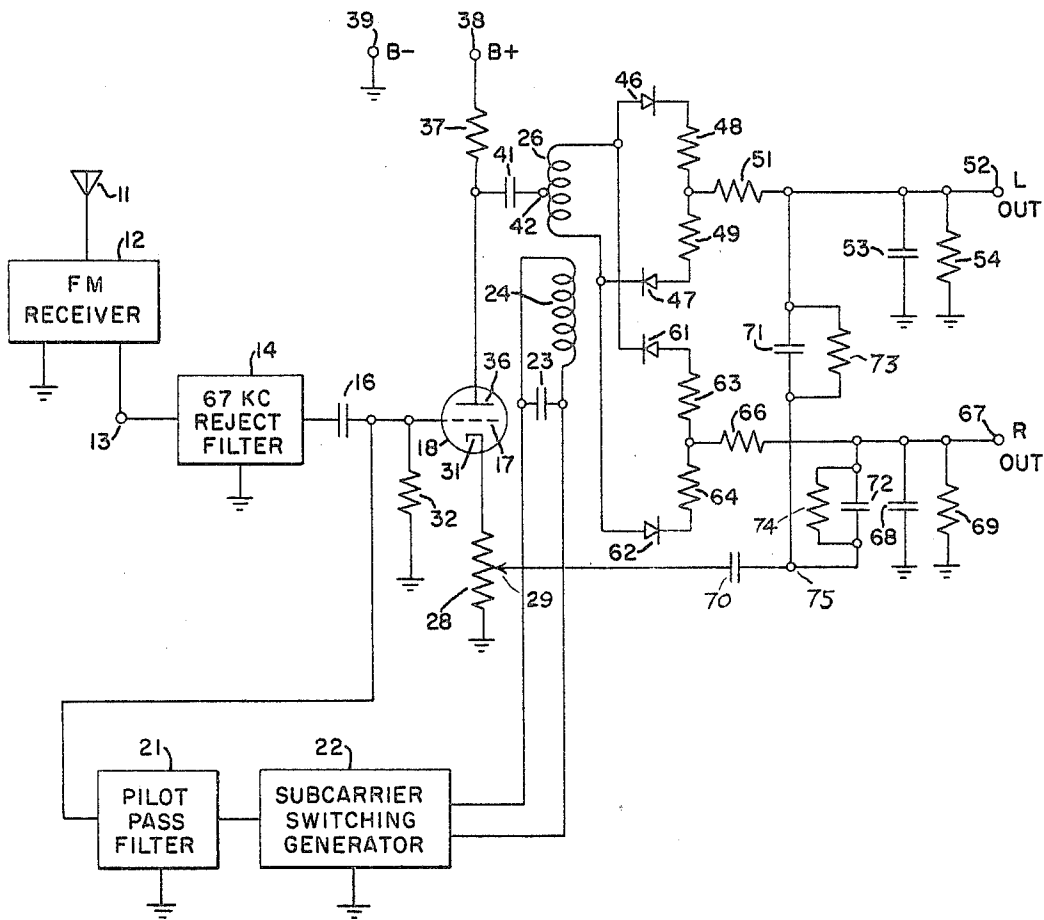 39
B-
38
B+
37
41
26
42
46
48
51
52
L
OUT
49
53
54
47
11
12
FM
RECEIVER
24
61
71
73
13
14
67 KC
REJECT
FILTER
16
36
23
63
66
67
R
OUT
18
31
17
64
74
72
68
69
32
62
28
29
70
75
21
PILOT
PASS
FILTER
22
SUBCARRIER
SWITCHING
GENERATOR